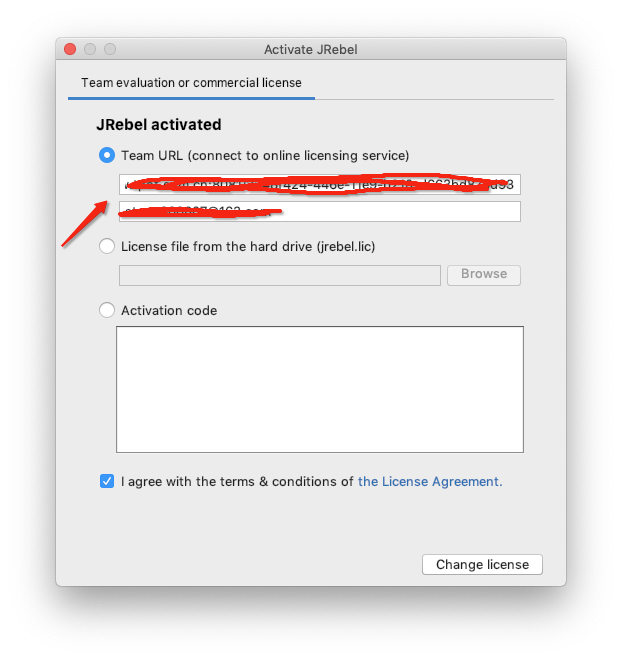 Activate JRebel
Team evaluation or commercial license
JRebel activated
Team URL (connect to online licensing service)
License file from the hard drive (jrebel.lic)
Browse
Activation code
I agree with the terms & conditions of the License Agreement.
Change license